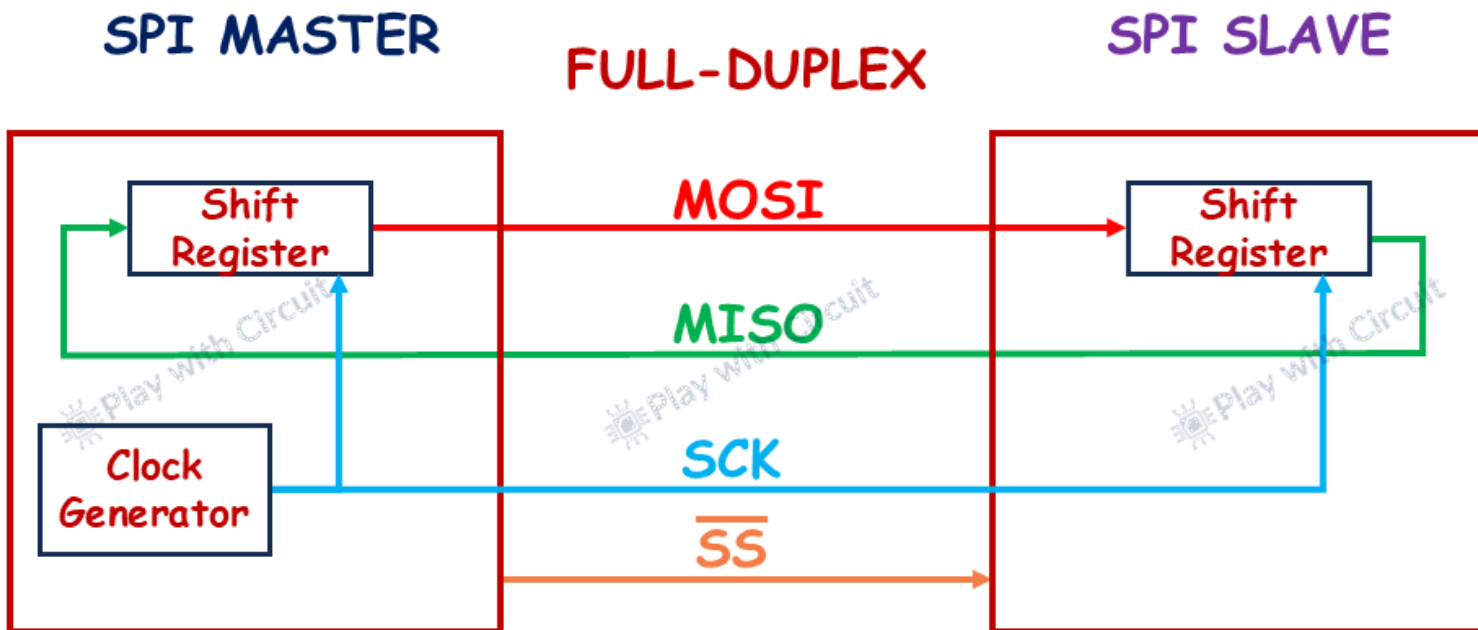 SPI MASTER
FULL-DUPLEX
SPI SLAVE
Shift
Register
MOSI
Shift
Register
MISO
Play with Circuit
Play with Circuit
Play with Circuit
Clock
Generator
SCK
S̅S̅